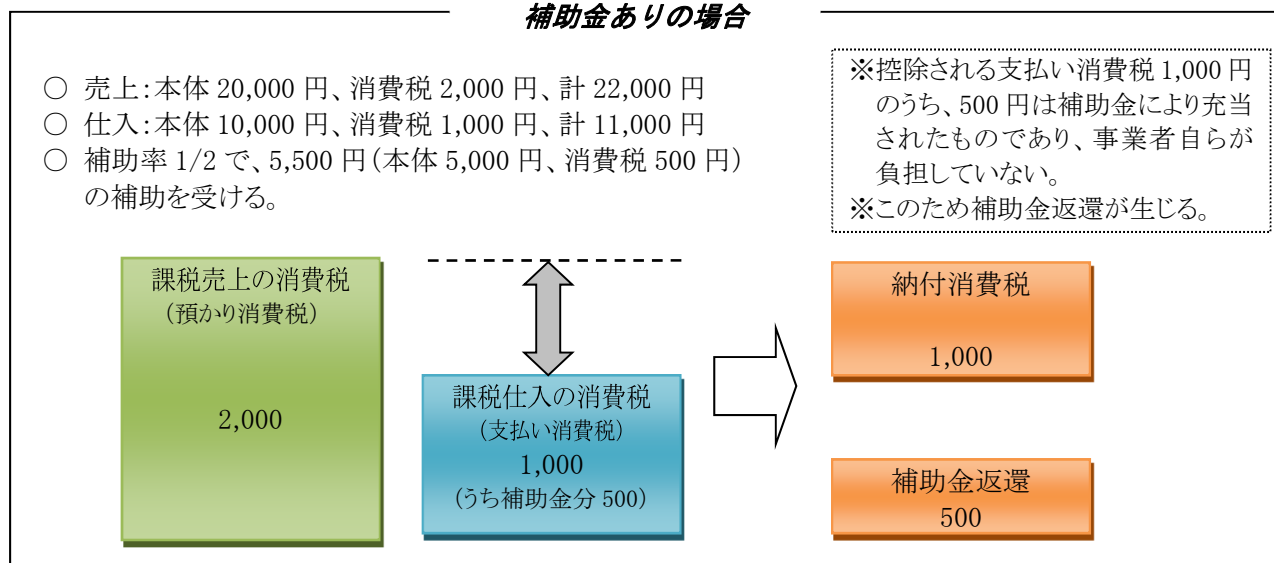 補助金ありの場合
○ 売上：本体 20,000 円、消費税 2,000 円、計 22,000 円
○ 仕入：本体 10,000 円、消費税 1,000 円、計 11,000 円
○ 補助率 1/2 で、5,500 円（本体 5,000 円、消費税 500 円）
の補助を受ける。
※控除される支払い消費税 1,000 円
のうち、500 円は補助金により充当
されたものであり、事業者自らが
負担していない。
※このため補助金返還が生じる。
課税売上の消費税
（預かり消費税）
2,000
課税仕入の消費税
（支払い消費税）
1,000
（うち補助金分 500）
納付消費税
1,000
補助金返還
500